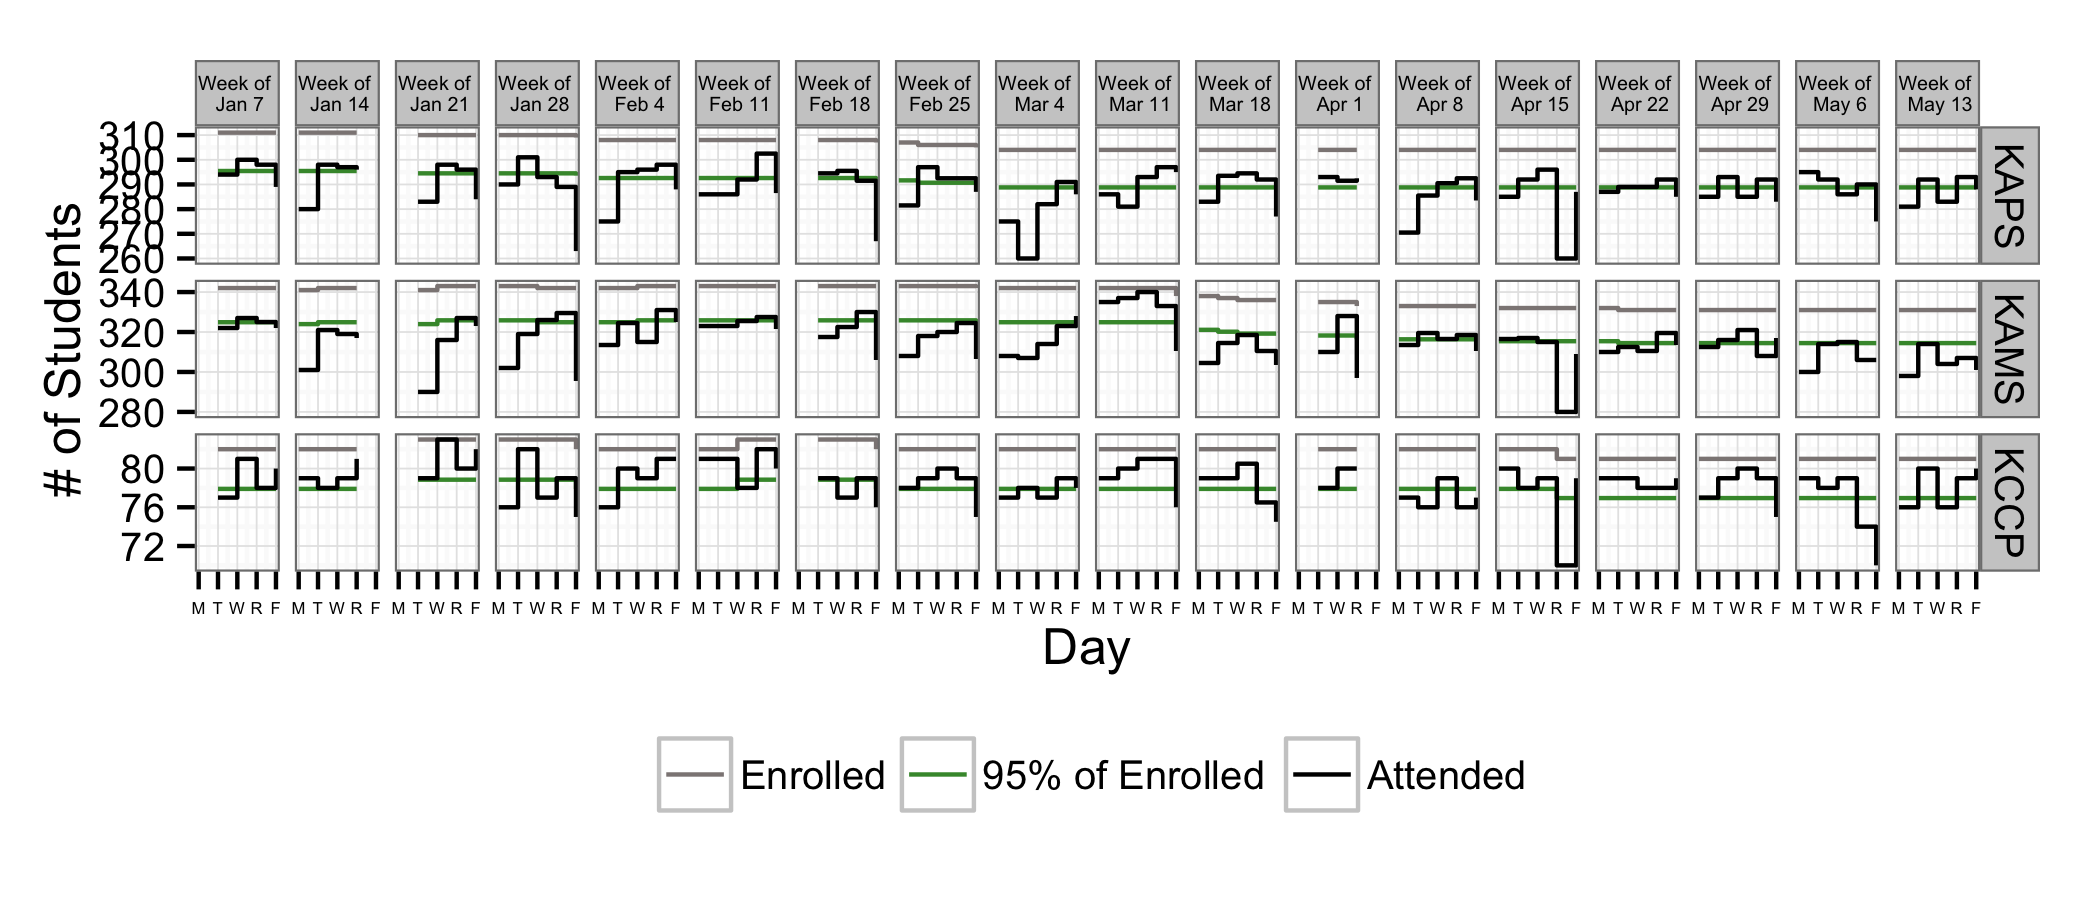 Week of Jan 7
Week of Jan 14
Week of Jan 21
Week of Jan 28
Week of Feb 4
Week of Feb 11
Week of Feb 18
Week of Feb 25
Week of Mar 4
Week of Mar 11
Week of Mar 18
Week of Apr 1
Week of Apr 8
Week of Apr 15
Week of Apr 22
Week of Apr 29
Week of May 6
Week of May 13
# of Students
310
300
290
280
270
260
KAPS
340
320
300
280
KAMS
80
76
72
KCCP
M T W R F M T W R F M T W R F M T W R F M T W R F M T W R F M T W R F M T W R F M T W R F M T W R F M T W R F M T W R F M T W R F M T W R F M T W R F M T W R F M T W R F M T W R F
Day
Enrolled 95% of Enrolled Attended